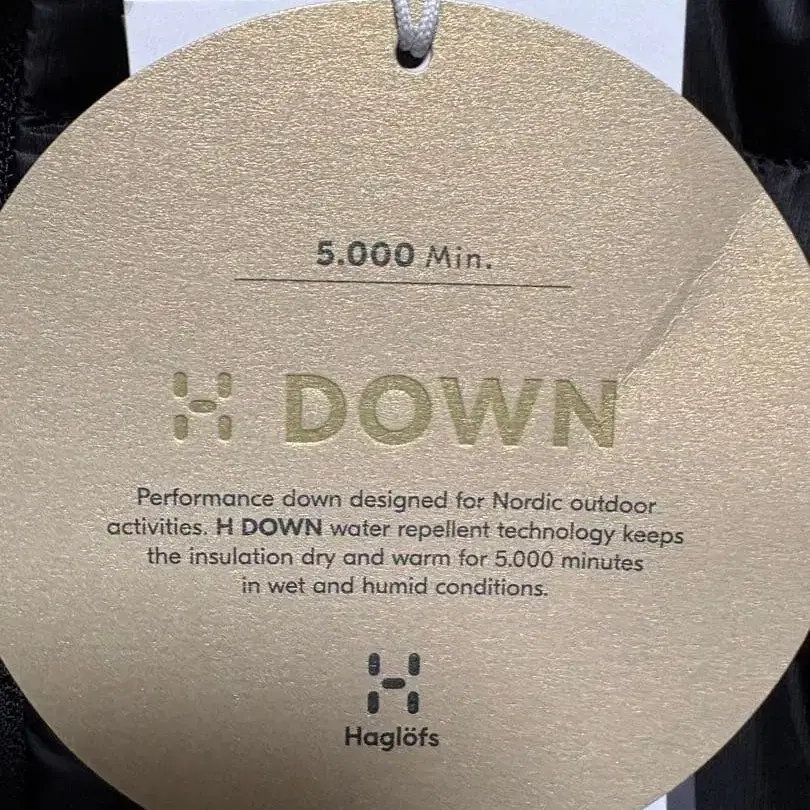 5.000 Min.
H DOWN
Performance down designed for Nordic outdoor
activities. H DOWN water repellent technology keeps
the insulation dry and warm for 5.000 minutes
in wet and humid conditions.
H
Haglöfs